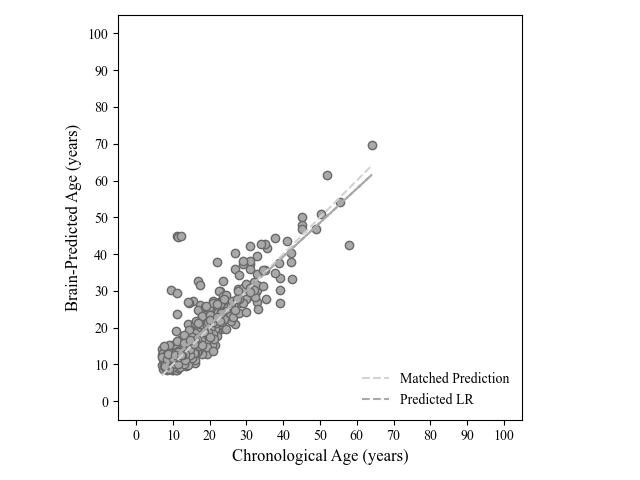 100
90
80
70
60
50
40
30
20
10
0
Brain-Predicted Age (years)
Matched Prediction
Predicted LR
0 10 20 30 40 50 60 70 80 90 100
Chronological Age (years)